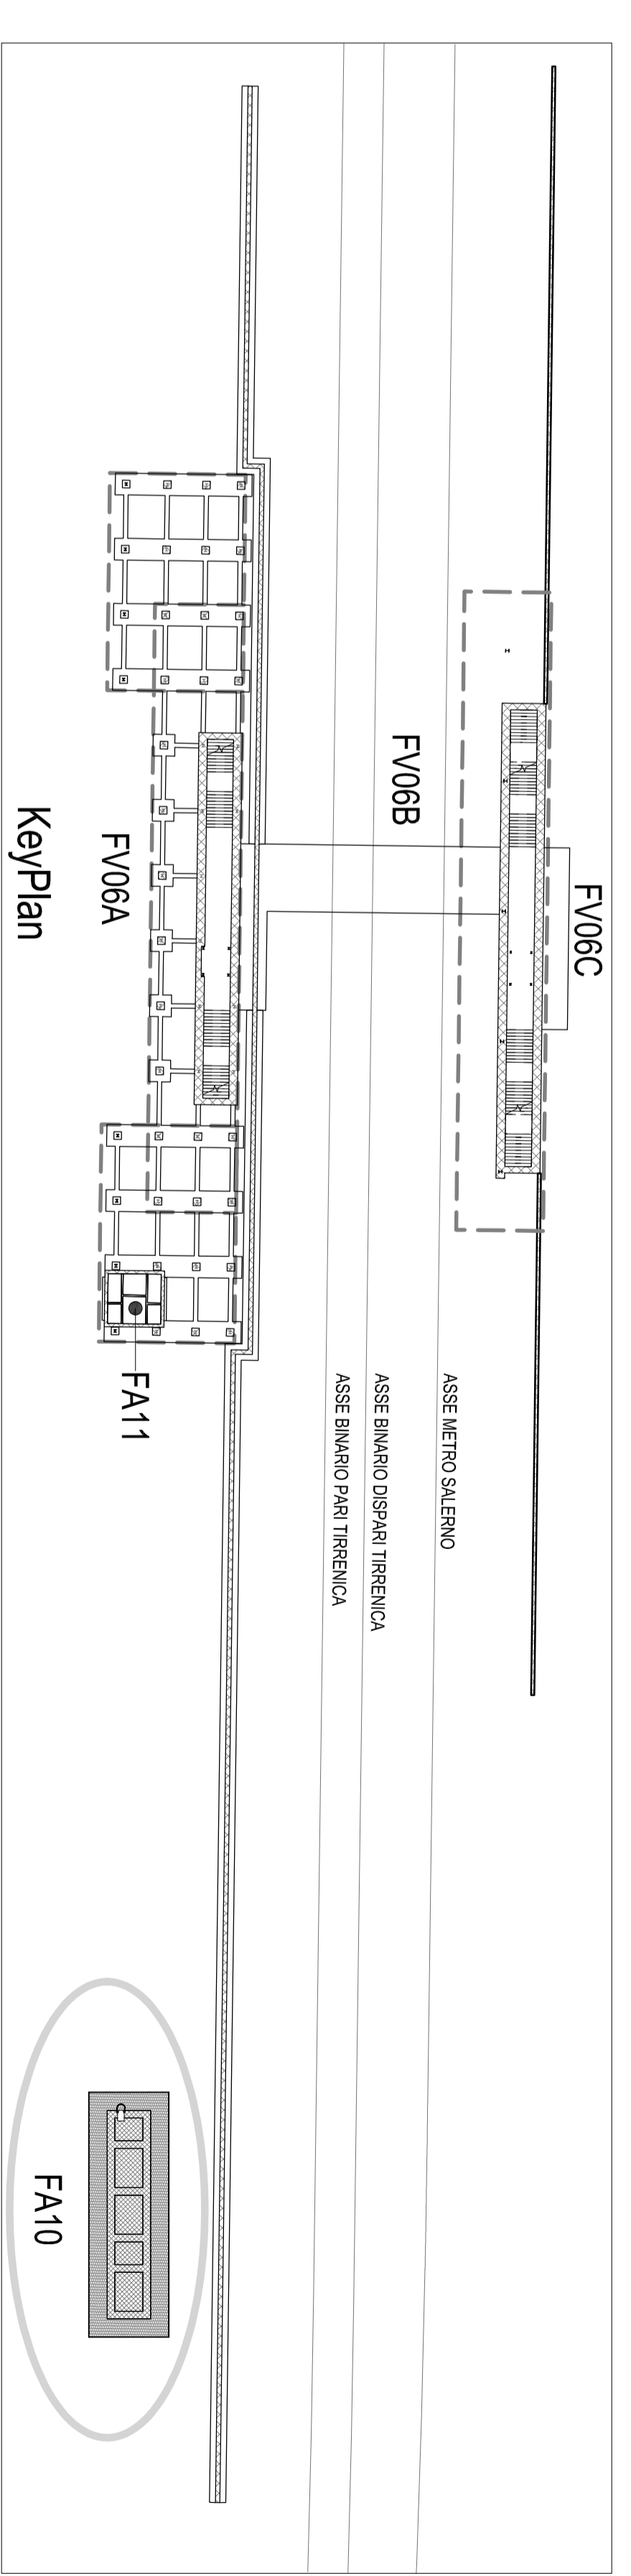 FV06C
FV06B
FV06A
KeyPlan
ASSE METRO SALERNO
ASSE BINARIO DISPARI TIRRENICA
ASSE BINARIO PARI TIRRENICA
FA11
FA10